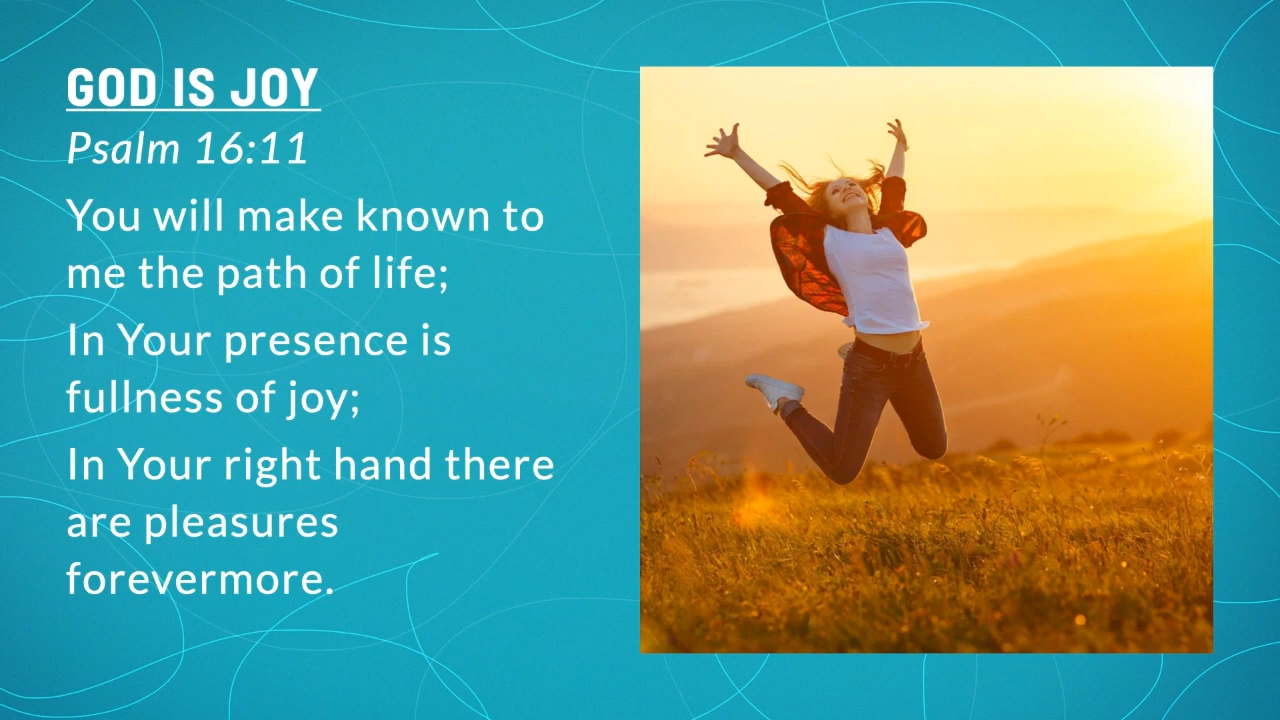 GOD IS JOY
Psalm 16:11
You will make known to
me the path of life;
In Your presence is
fullness of joy;
In Your right hand there
are pleasures
forevermore.